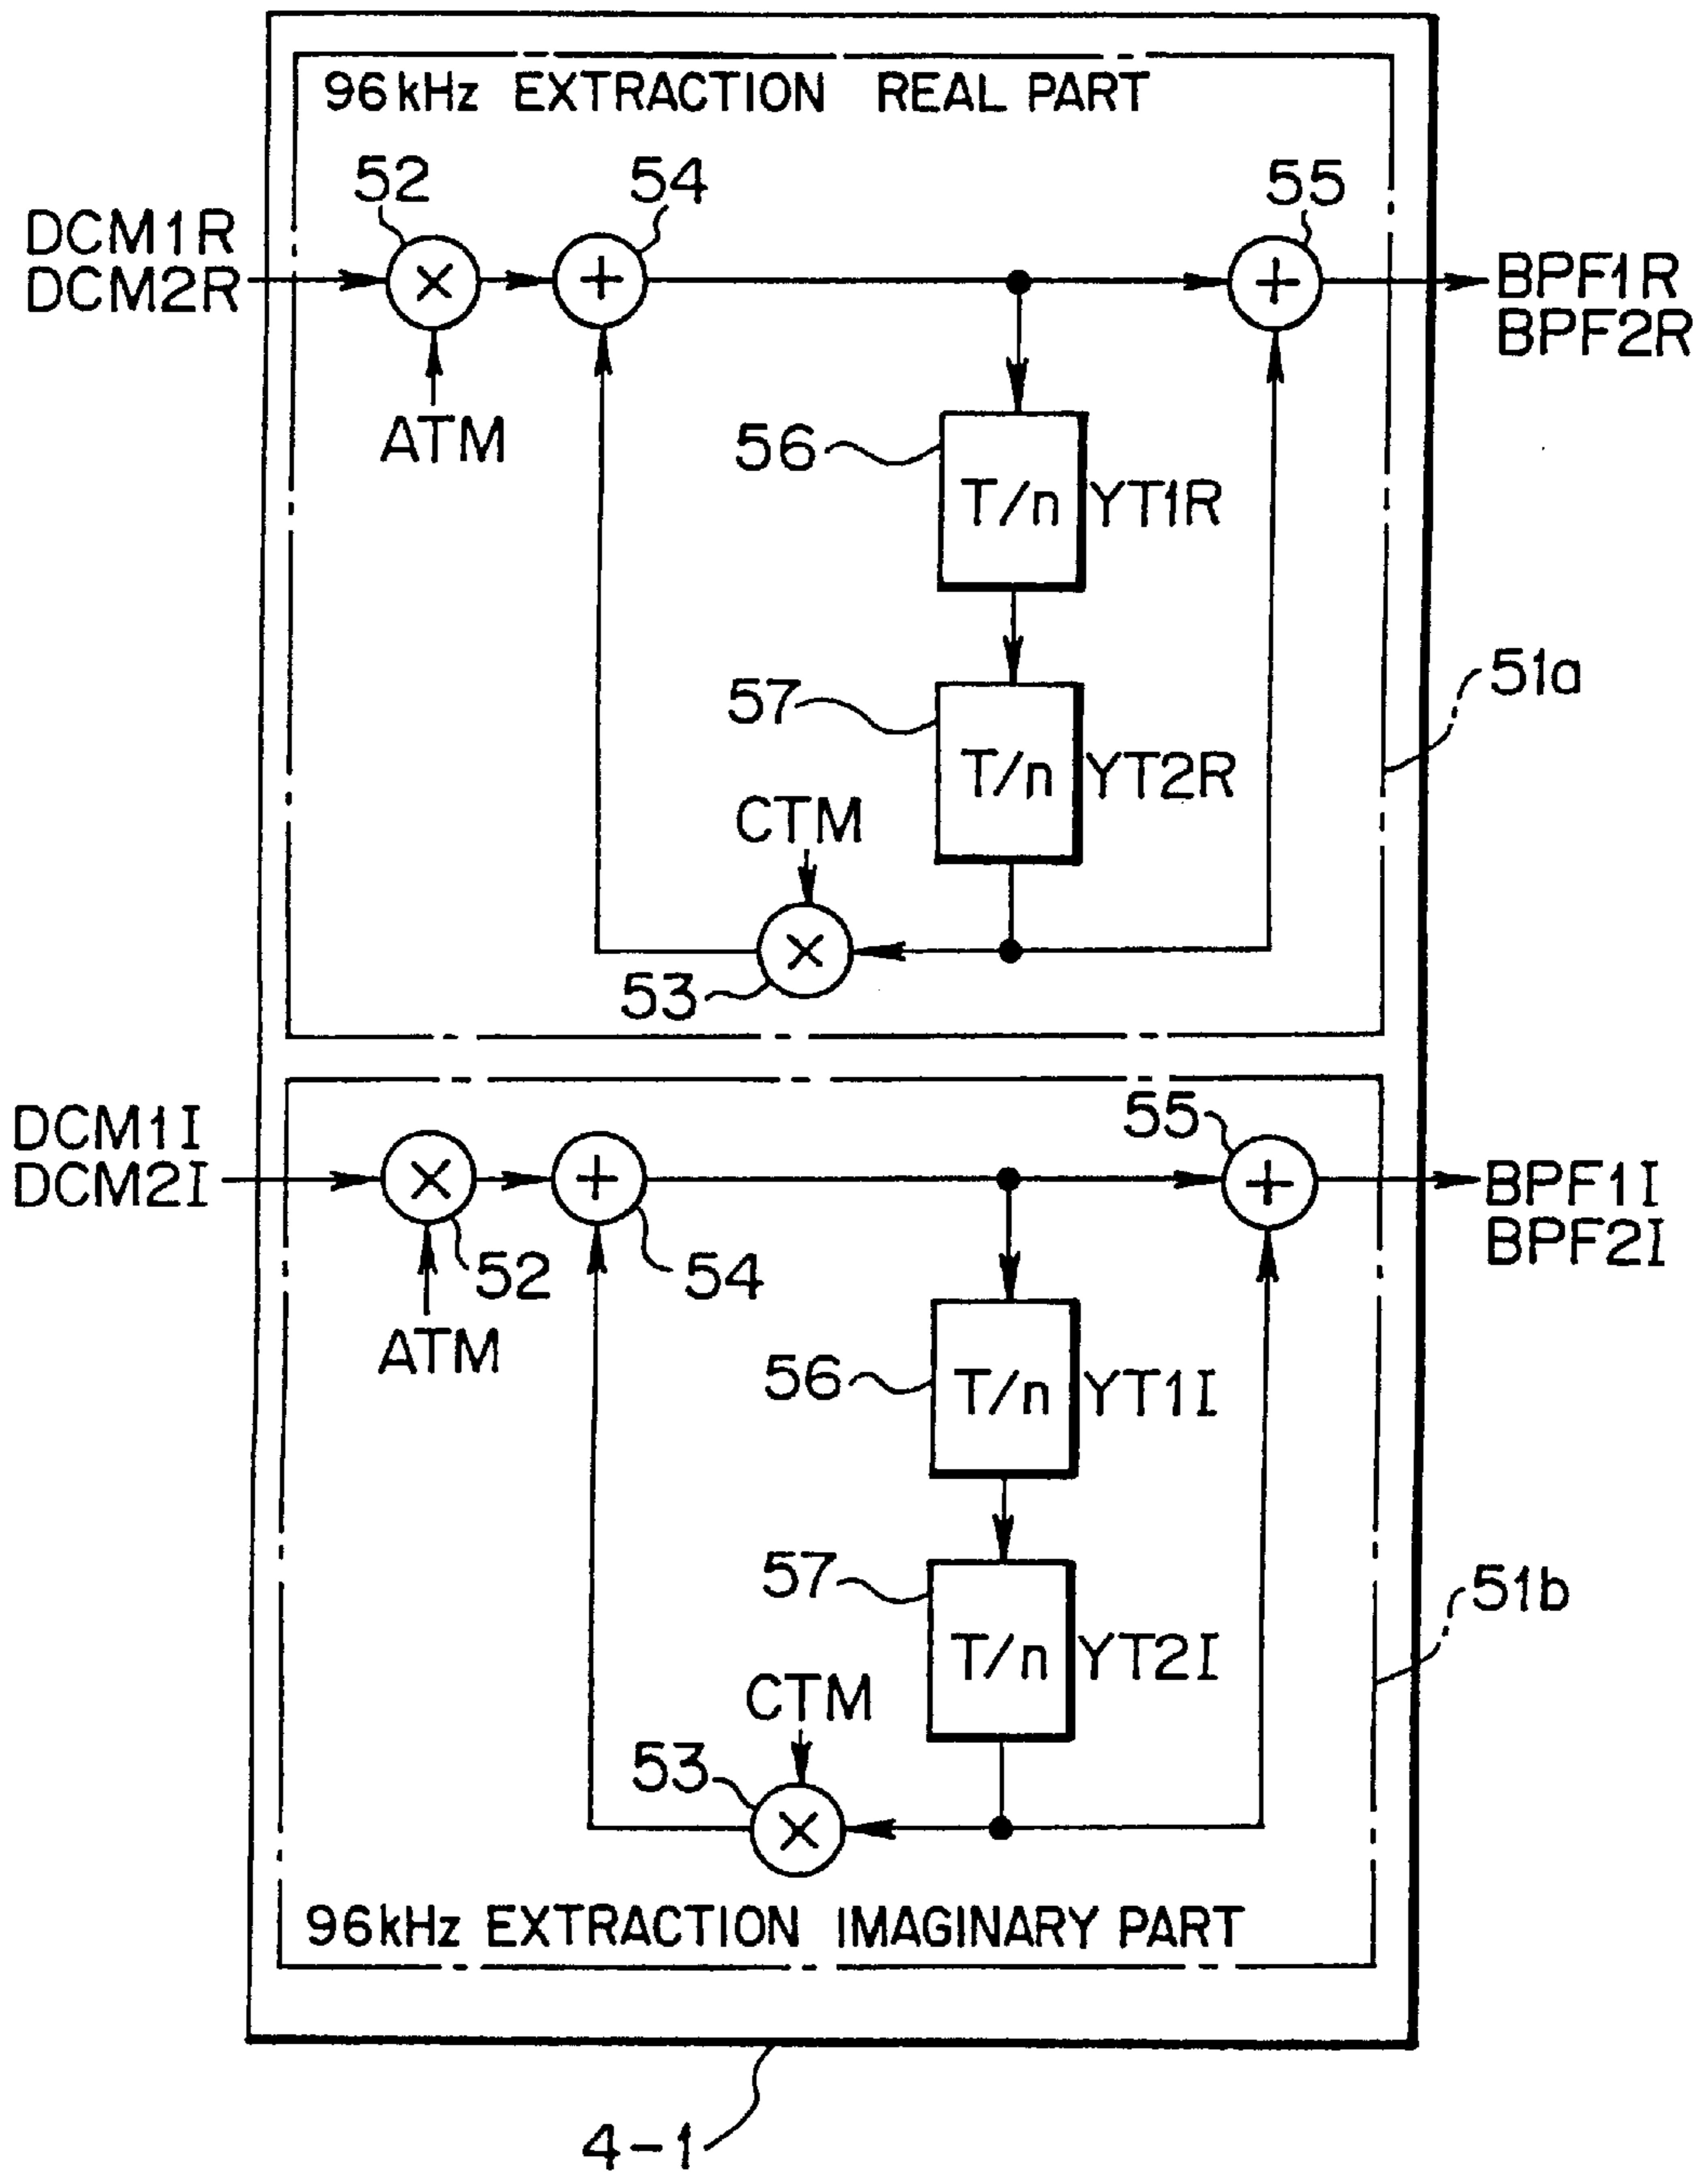 96kHz EXTRACTION REAL PART
52
54
55
DCM1R
DCM2R
BPF1R
BPF2R
ATM
56
T/n
YT1R
57
T/n
YT2R
51a
CTM
53
DCM1I
DCM2I
55
BPF1I
BPF2I
52
54
ATM
56
T/n
YT1I
57
T/n
YT2I
51b
CTM
53
96kHz EXTRACTION IMAGINARY PART
4-1